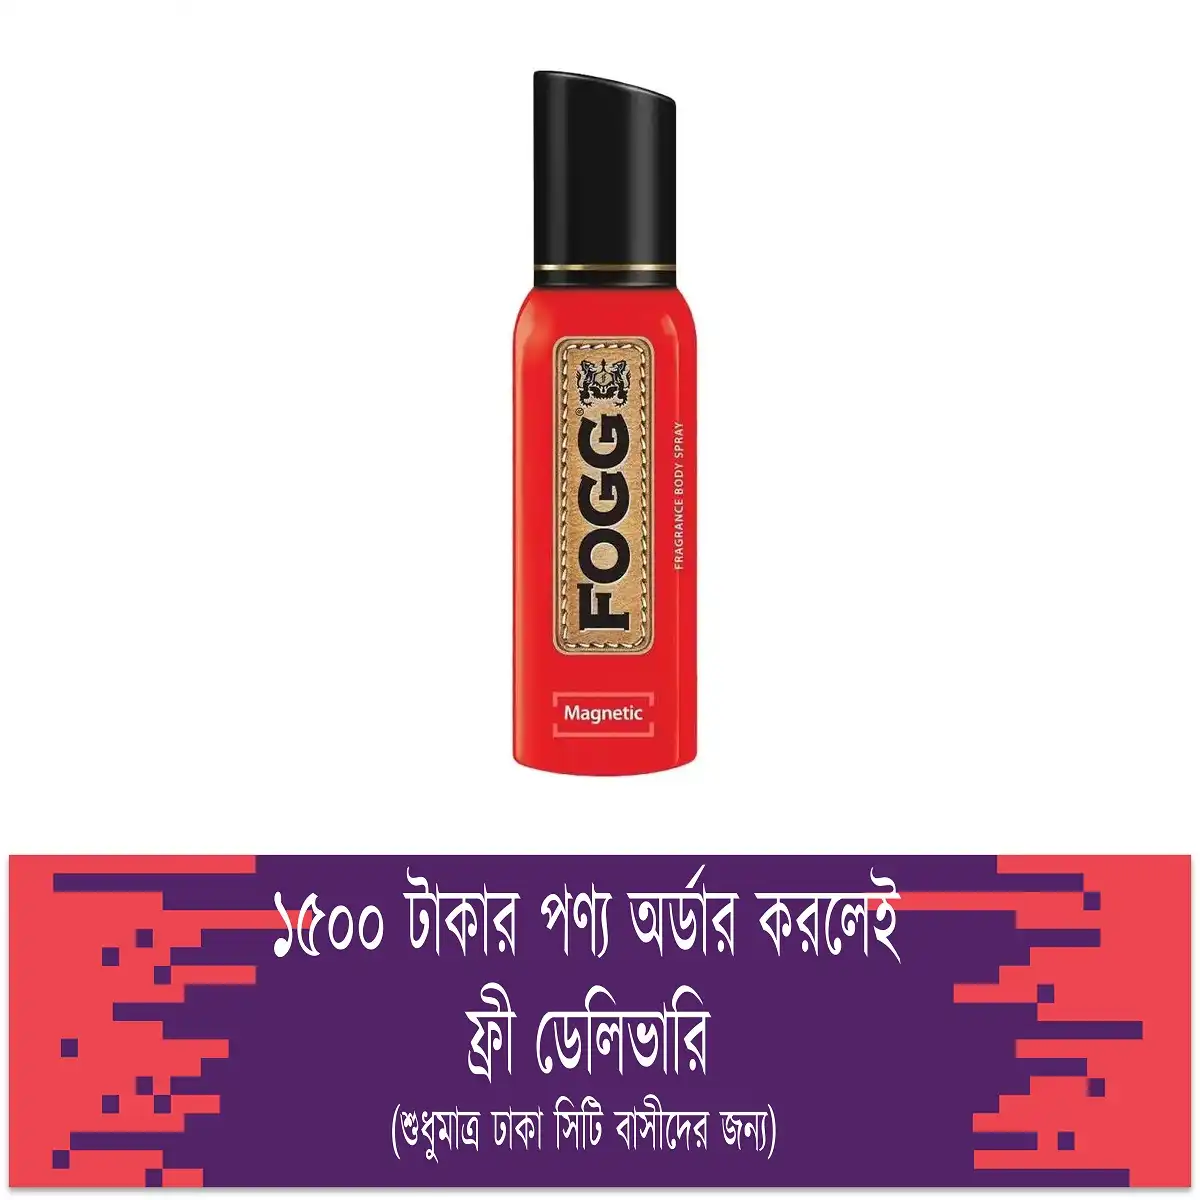 FOGG
®
FRAGRANCE BODY SPRAY
Magnetic
১৫০০ টাকার পণ্য অর্ডার করলেই
ফ্রী ডেলিভারি
(শুধুমাত্র ঢাকা সিটি বাসীদের জন্য)